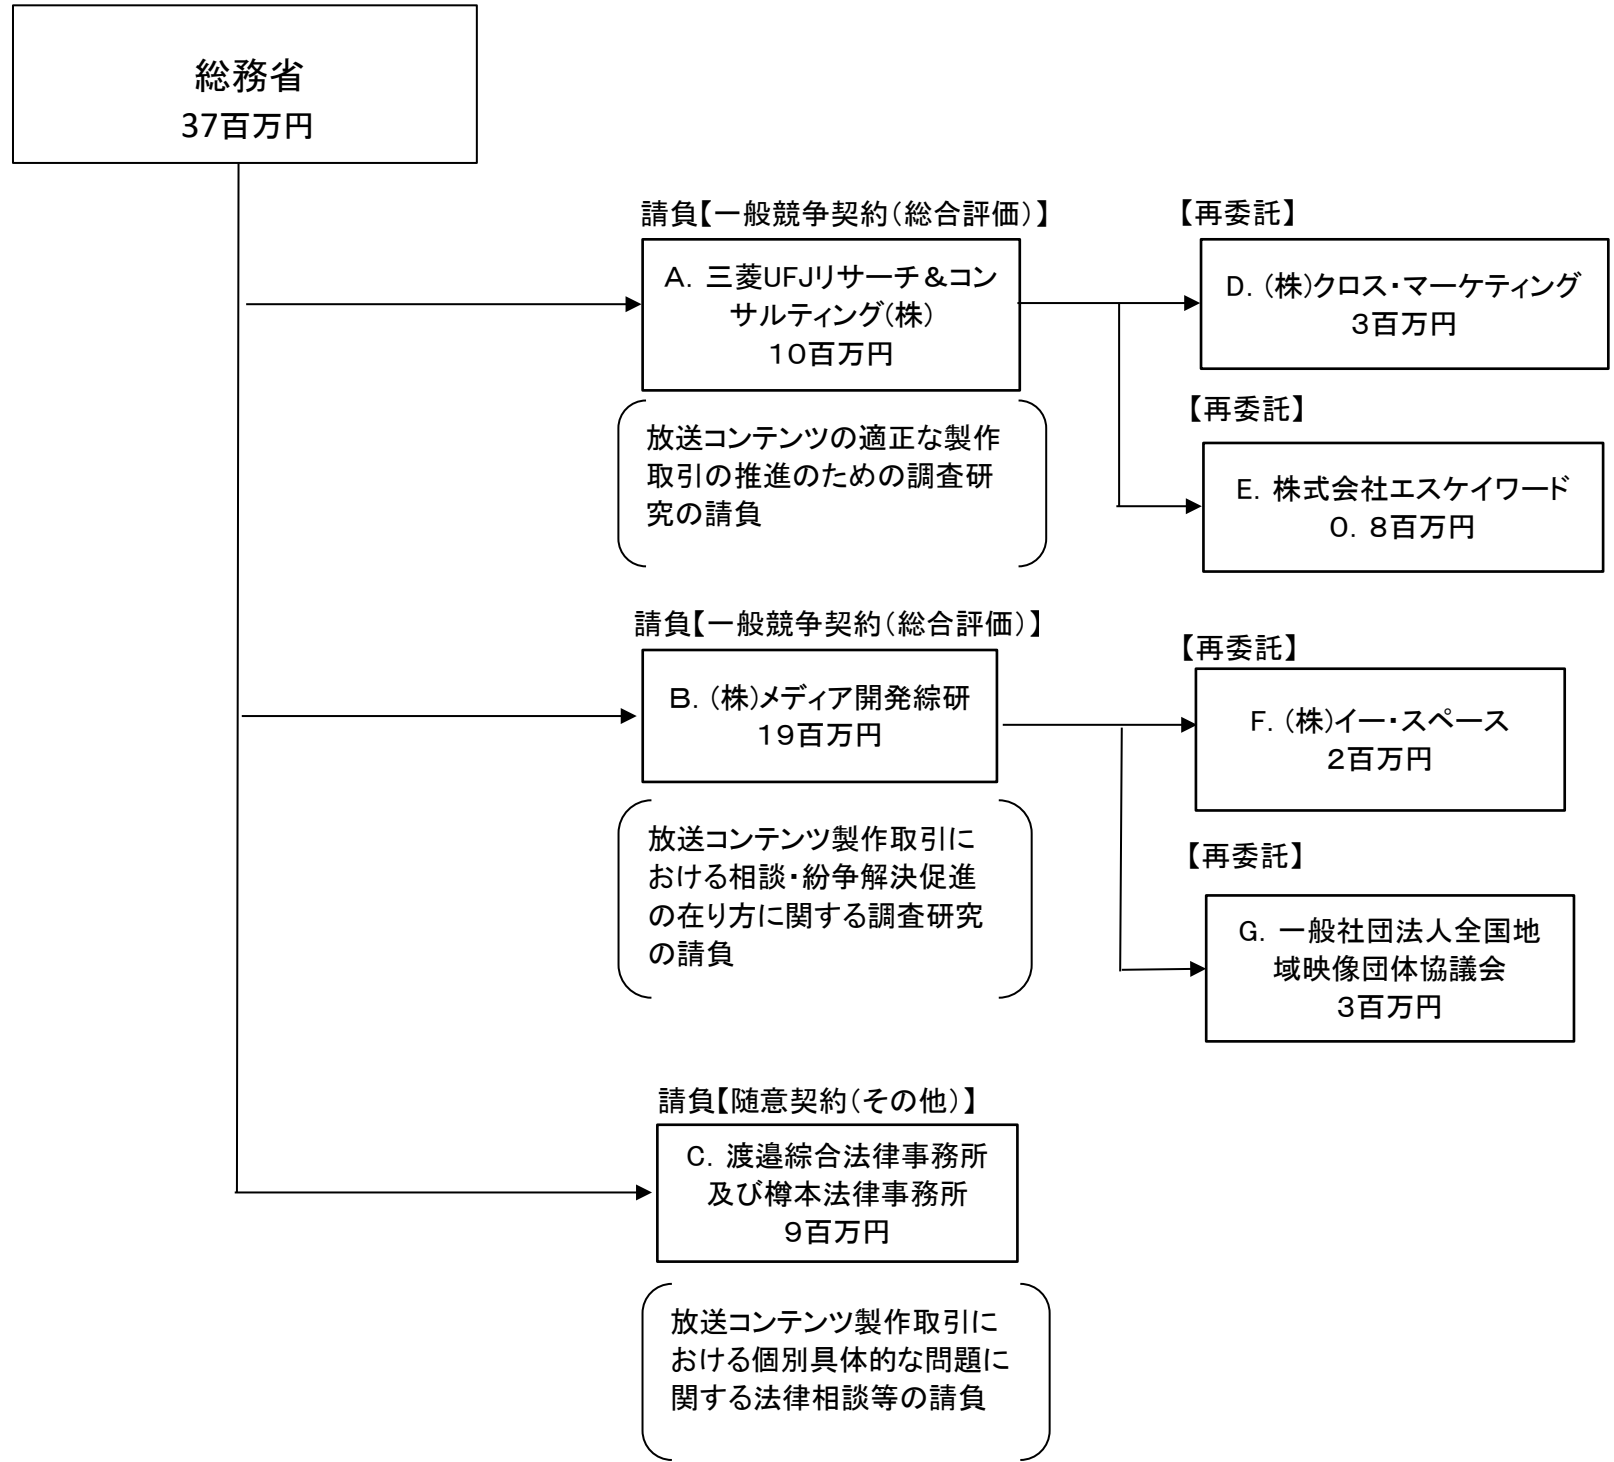 総務省
37百万円
請負【一般競争契約（総合評価）】
A．三菱UFJリサーチ＆コン
サルティング(株)
１０百万円
放送コンテンツの適正な製作
取引の推進のための調査研
究の請負
【再委託】
D．(株)クロス・マーケティング
３百万円
【再委託】
E．株式会社エスケイワード
０．８百万円
請負【一般競争契約（総合評価）】
B．(株)メディア開発綜研
１９百万円
放送コンテンツ製作取引に
おける相談・紛争解決促進
の在り方に関する調査研究
の請負
【再委託】
F．(株)イー・スペース
２百万円
【再委託】
G．一般社団法人全国地
域映像団体協議会
３百万円
請負【随意契約（その他）】
C．渡邉綜合法律事務所
及び樽本法律事務所
９百万円
放送コンテンツ製作取引に
おける個別具体的な問題に
関する法律相談等の請負